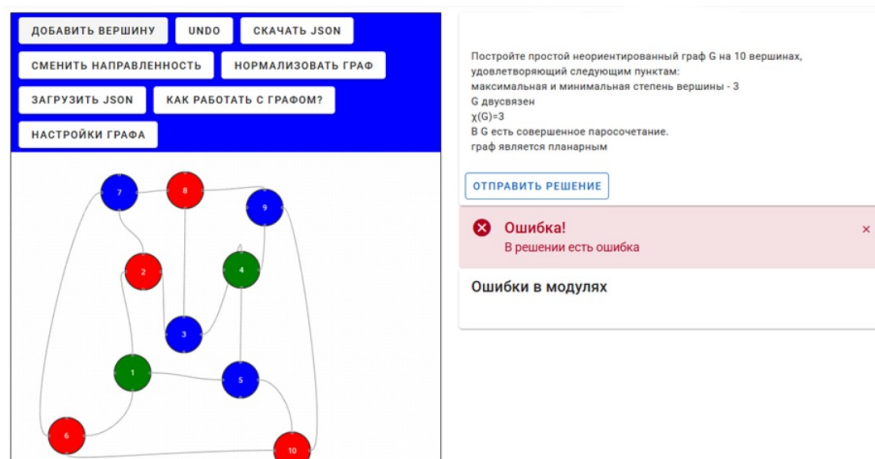 ДОБАВИТЬ ВЕРШИНУ UNDO СКАЧАТЬ JSON
СМЕНИТЬ НАПРАВЛЕННОСТЬ НОРМАЛИЗОВАТЬ ГРАФ
ЗАГРУЗИТЬ JSON КАК РАБОТАТЬ С ГРАФОМ?
НАСТРОЙКИ ГРАФА
7 8 9
2 4
3
1 5
6 10
Постройте простой неориентированный граф G на 10 вершинах,
удовлетворяющий следующим пунктам:
максимальная и минимальная степень вершины - 3
G двусвязен
χ(G)=3
В G есть совершенное паросочетание.
граф является планарным
ОТПРАВИТЬ РЕШЕНИЕ
Ошибка!
В решении есть ошибка
Ошибки в модулях